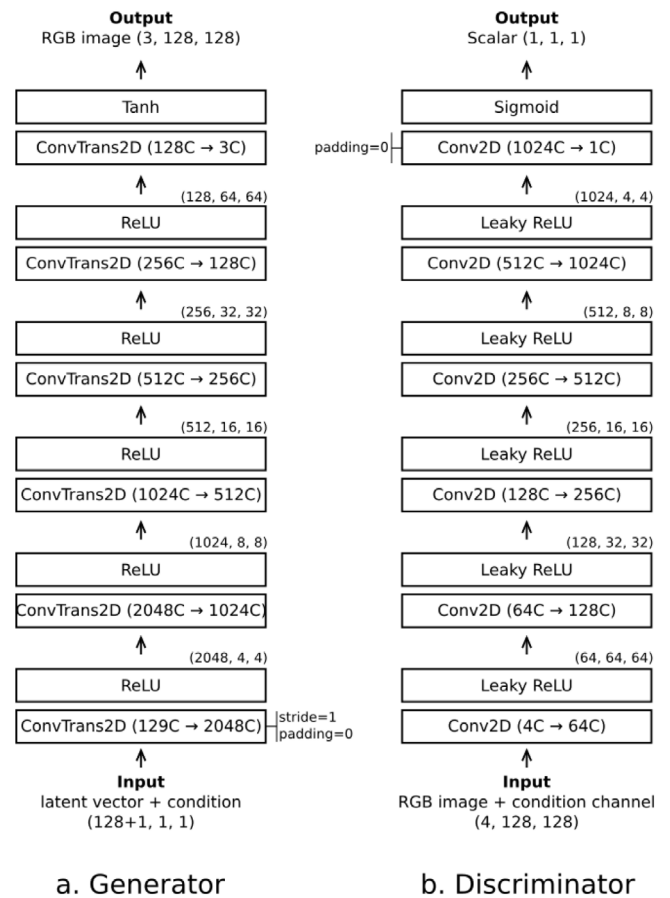 Output
RGB image (3, 128, 128)
Tanh
ConvTrans2D (128C → 3C)
(128, 64, 64)
ReLU
ConvTrans2D (256C → 128C)
(256, 32, 32)
ReLU
ConvTrans2D (512C → 256C)
(512, 16, 16)
ReLU
ConvTrans2D (1024C → 512C)
(1024, 8, 8)
ReLU
ConvTrans2D (2048C → 1024C)
(2048, 4, 4)
ReLU
ConvTrans2D (129C → 2048C)
stride=1
padding=0
Input
latent vector + condition
(128+1, 1, 1)
a. Generator
Output
Scalar (1, 1, 1)
Sigmoid
padding=0
Conv2D (1024C → 1C)
(1024, 4, 4)
Leaky ReLU
Conv2D (512C → 1024C)
(512, 8, 8)
Leaky ReLU
Conv2D (256C → 512C)
(256, 16, 16)
Leaky ReLU
Conv2D (128C → 256C)
(128, 32, 32)
Leaky ReLU
Conv2D (64C → 128C)
(64, 64, 64)
Leaky ReLU
Conv2D (4C → 64C)
Input
RGB image + condition channel
(4, 128, 128)
b. Discriminator